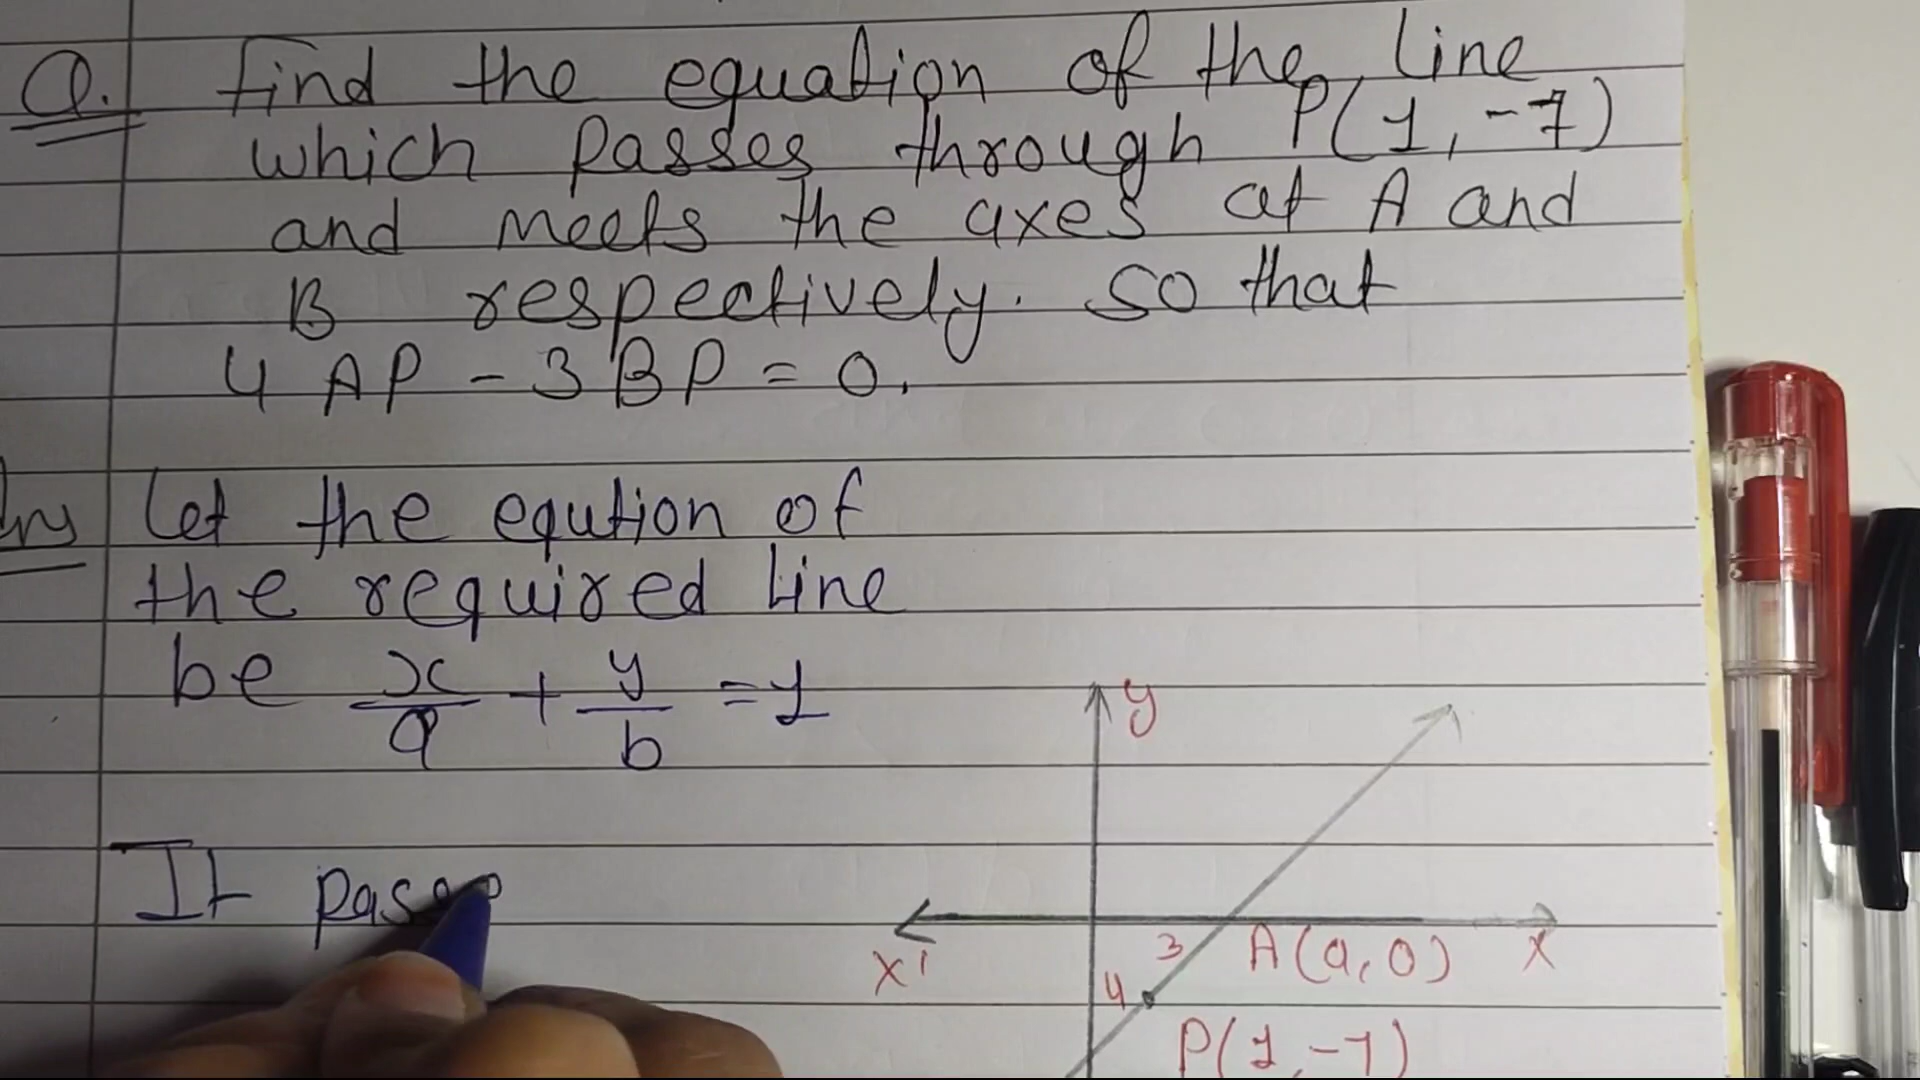 Q. Find the equation of the line
which passes through P(1, -7)
and meets the axes at A and
B respectively. so that
4 AP - 3 BP = 0.
Ans Let the eqution of
the required line
be x/a + y/b = 1
It passe
y
x'
3
A(a, 0)
x
4
P(1, -7)